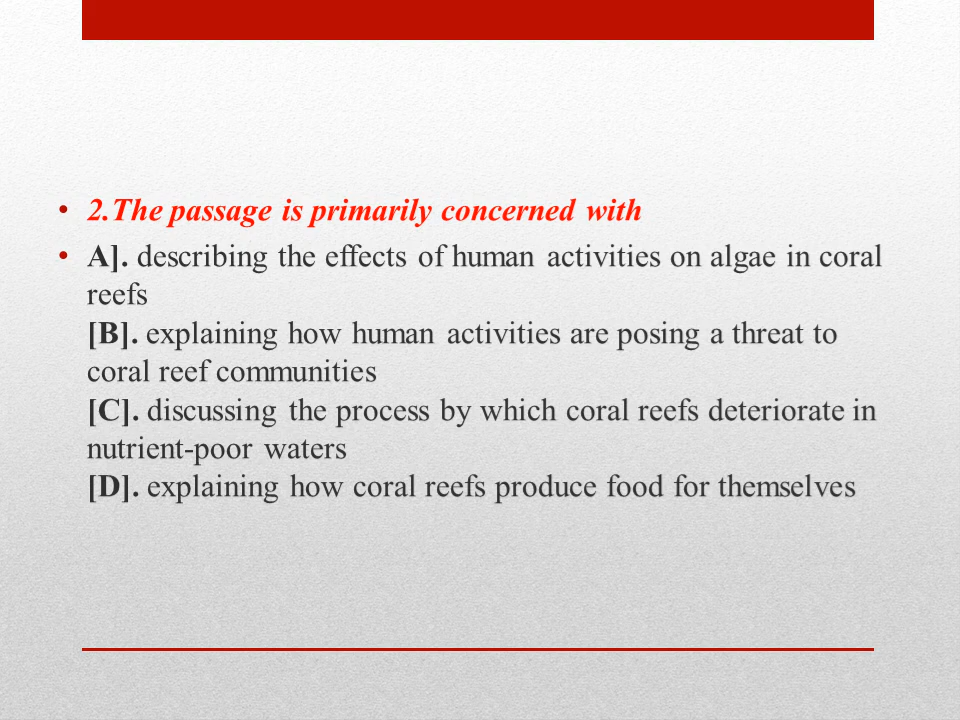 • 2.The passage is primarily concerned with
• A]. describing the effects of human activities on algae in coral
reefs
[B]. explaining how human activities are posing a threat to
coral reef communities
[C]. discussing the process by which coral reefs deteriorate in
nutrient-poor waters
[D]. explaining how coral reefs produce food for themselves